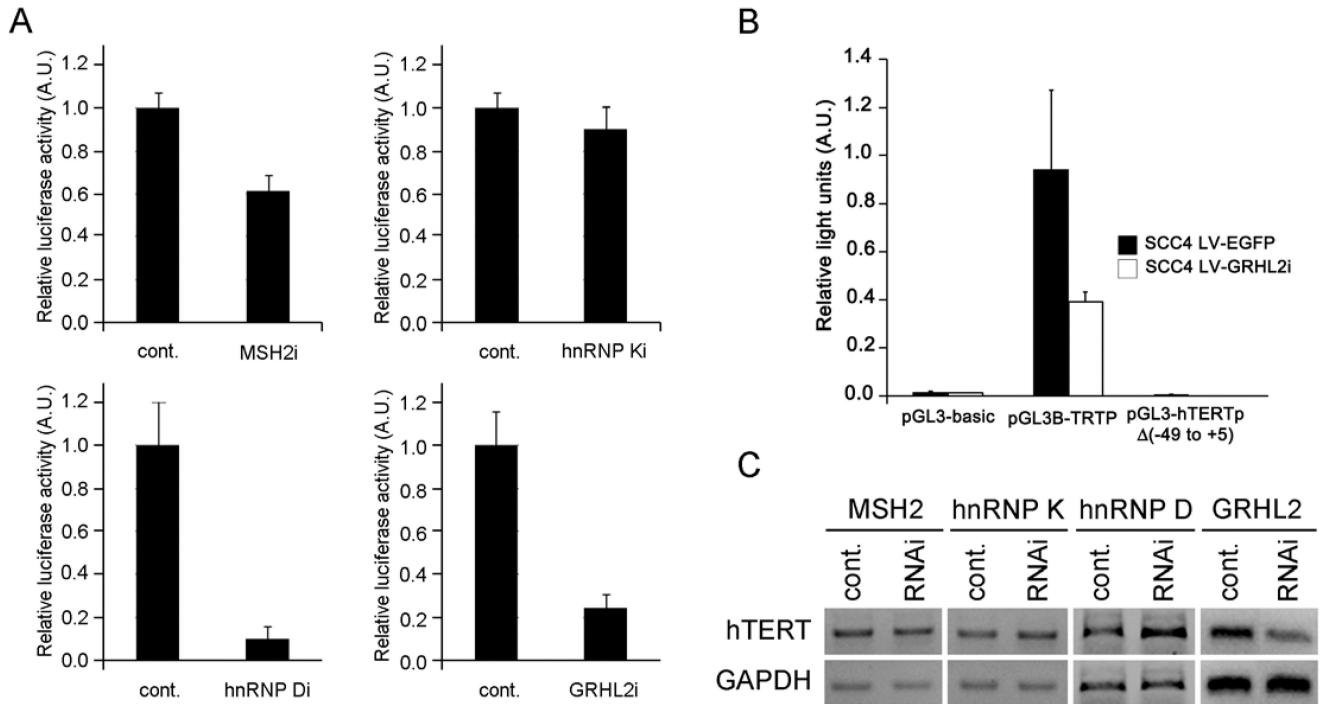 A
Relative luciferase activity (A.U.)
1.2
1.0
0.8
0.6
0.4
0.2
0.0
cont. MSH2i
Relative luciferase activity (A.U.)
1.2
1.0
0.8
0.6
0.4
0.2
0.0
cont. hnRNP Ki
Relative luciferase activity (A.U.)
1.2
1.0
0.8
0.6
0.4
0.2
0.0
cont. hnRNP Di
Relative luciferase activity (A.U.)
1.2
1.0
0.8
0.6
0.4
0.2
0.0
cont. GRHL2i
B
Relative light units (A.U.)
1.4
1.2
1.0
0.8
0.6
0.4
0.2
0.0
SCC4 LV-EGFP
SCC4 LV-GRHL2i
pGL3-basic pGL3B-TRTP pGL3-hTERTp
Δ(-49 to +5)
C
MSH2 hnRNP K hnRNP D GRHL2
cont. RNAi cont. RNAi cont. RNAi cont. RNAi
hTERT
GAPDH